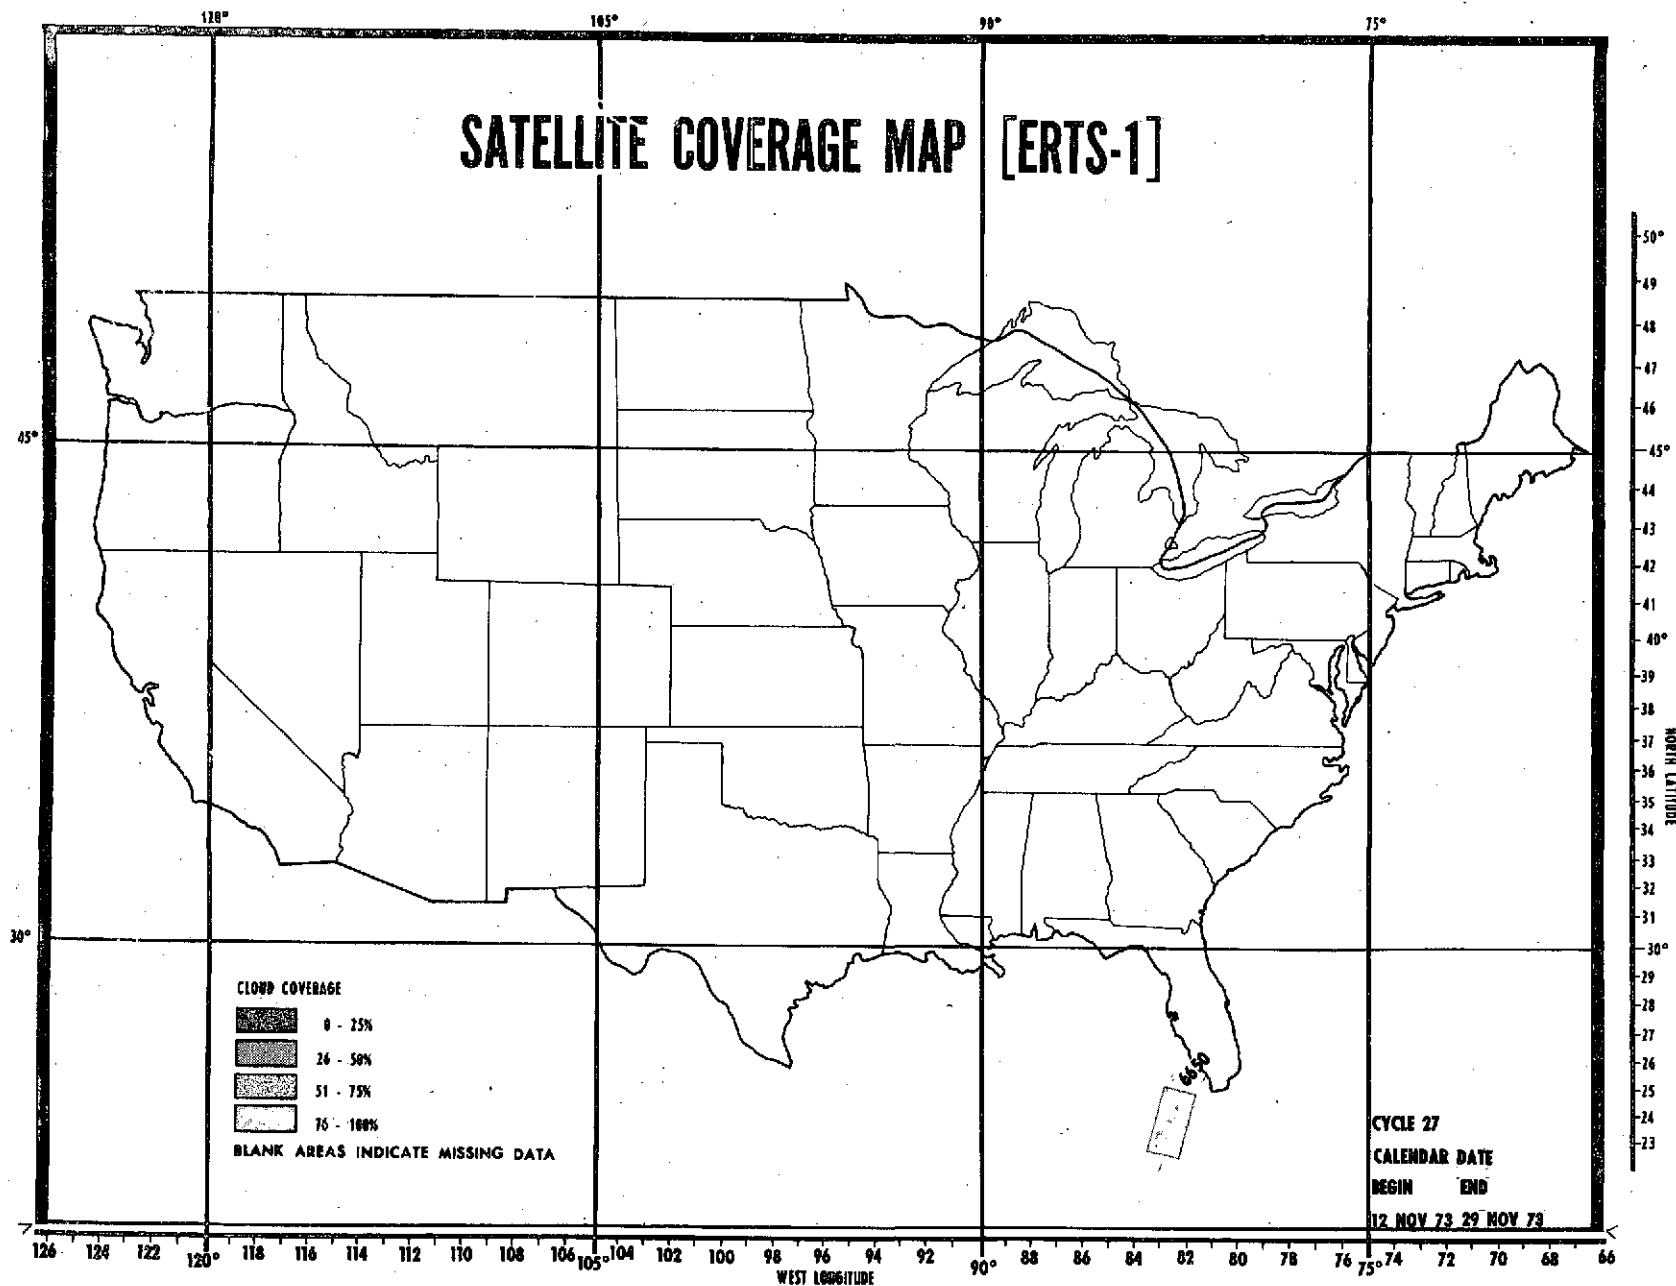 120° 105° 90° 75°
SATELLITE COVERAGE MAP [ERTS-1]
50°
49
48
47
46
45° 45°
44
43
42
41
40°
39
38
37
36
35
34
33
32
31
30° 30°
29
28
27
26
25
24
23
NORTH LATITUDE
CLOUD COVERAGE
0 - 25%
26 - 50%
51 - 75%
76 - 100%
BLANK AREAS INDICATE MISSING DATA
6650
CYCLE 27
CALENDAR DATE
BEGIN END
12 NOV 73 29 NOV 73
126 124 122 120° 118 116 114 112 110 108 106 105° 104 102 100 98 96 94 92 90° 88 86 84 82 80 78 76 75° 74 72 70 68 66
WEST LONGITUDE